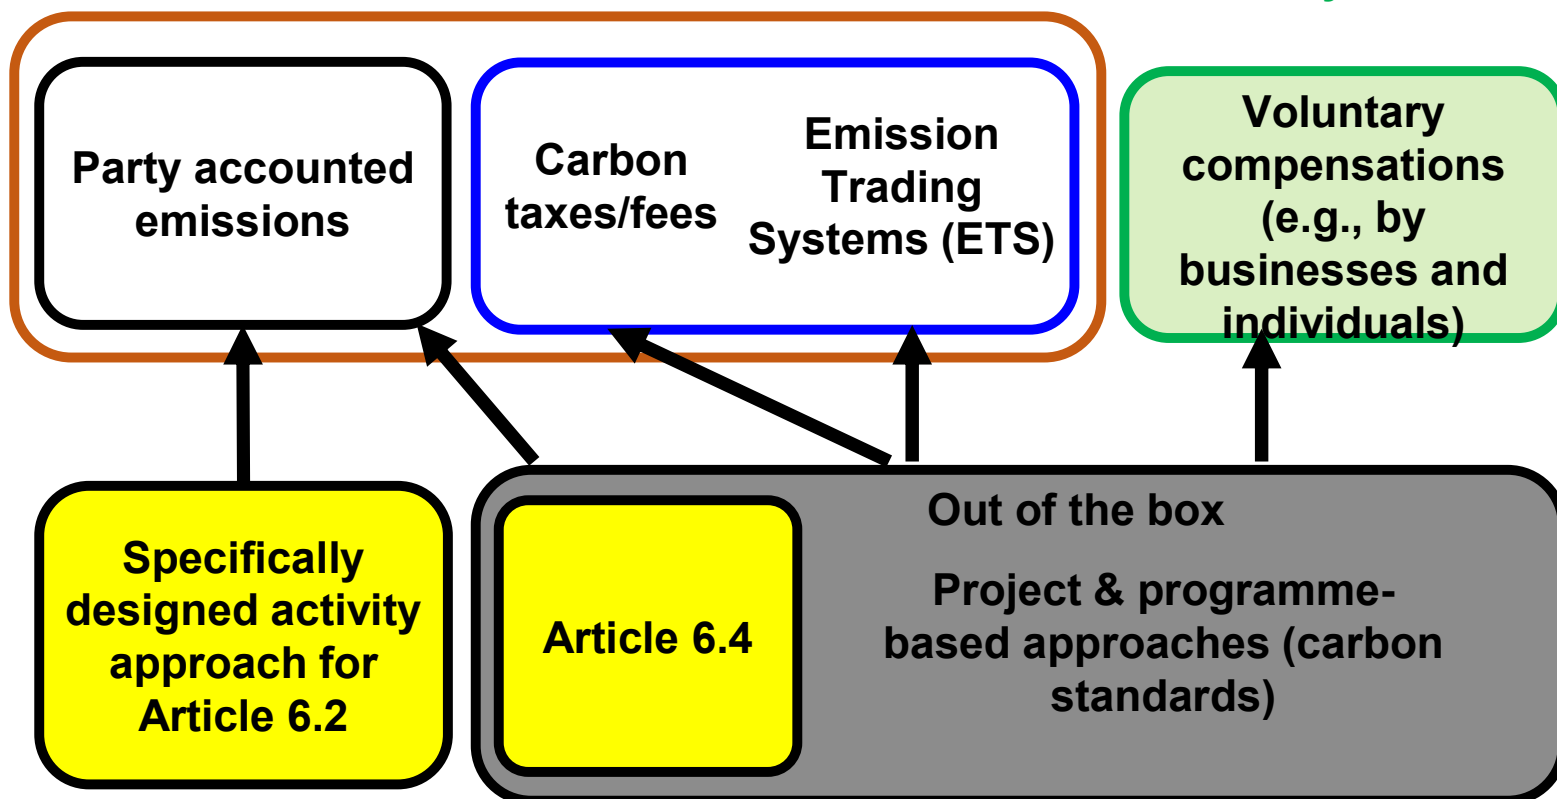 Party accounted
emissions
Carbon
taxes/fees
Emission
Trading
Systems (ETS)
Voluntary
compensations
(e.g., by
businesses and
individuals)
Specifically
designed activity
approach for
Article 6.2
Article 6.4
Out of the box
Project & programme-
based approaches (carbon
standards)